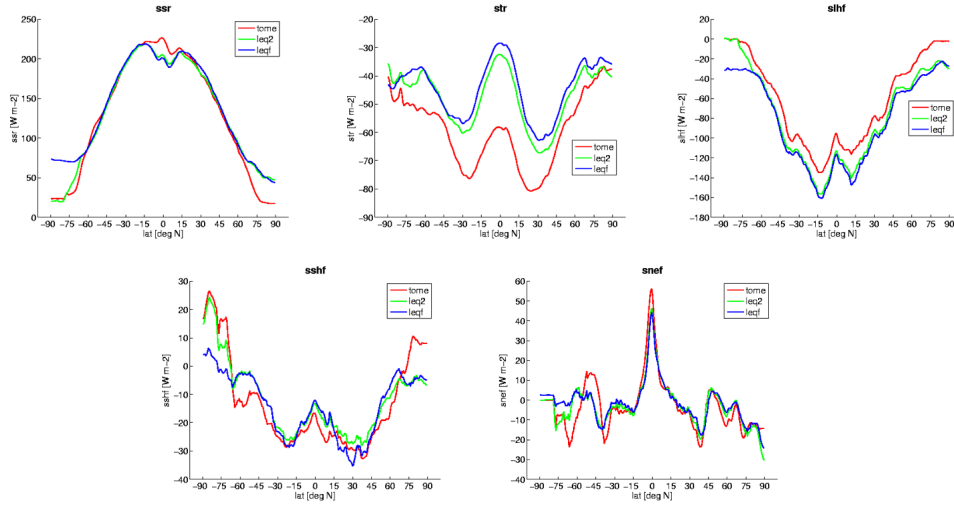 ssr
250
200
150
100
50
0
ssr [W m-2]
−90 −75 −60 −45 −30 −15 0 15 30 45 60 75 90
lat [deg N]
tome
leq2
leqf
str
−20
−30
−40
−50
−60
−70
−80
−90
str [W m−2]
−90 −75 −60 −45 −30 −15 0 15 30 45 60 75 90
lat [deg N]
tome
leq2
leqf
slhf
20
0
−20
−40
−60
−80
−100
−120
−140
−160
−180
slhf [W m−2]
−90 −75 −60 −45 −30 −15 0 15 30 45 60 75 90
lat [deg N]
tome
leq2
leqf
sshf
30
20
10
0
−10
−20
−30
−40
sshf [W m−2]
−90 −75 −60 −45 −30 −15 0 15 30 45 60 75 90
lat [deg N]
tome
leq2
leqf
snef
60
50
40
30
20
10
0
−10
−20
−30
−40
snef [W m−2]
−90 −75 −60 −45 −30 −15 0 15 30 45 60 75 90
lat [deg N]
tome
leq2
leqf